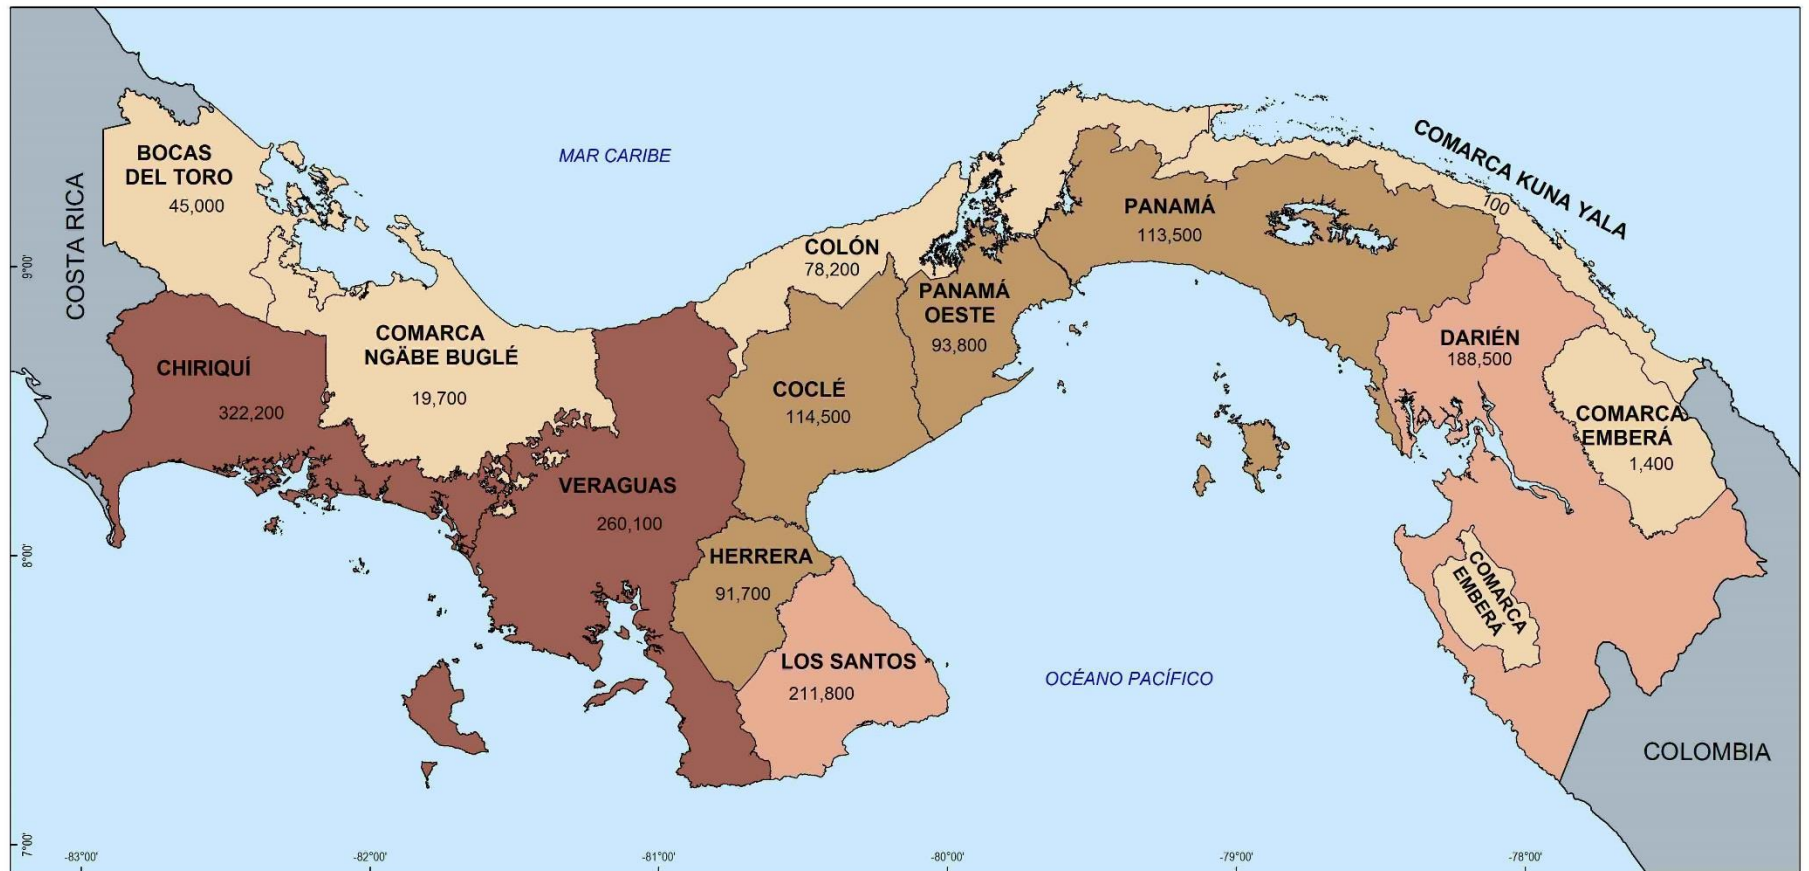 MAR CARIBE
COSTA RICA
BOCAS
DEL TORO
45,000
COMARCA KUNA YALA
100
PANAMÁ
113,500
COLÓN
78,200
PANAMÁ
OESTE
93,800
COMARCA
NGÄBE BUGLÉ
19,700
CHIRIQUÍ
322,200
COCLÉ
114,500
DARIÉN
188,500
COMARCA
EMBERÁ
1,400
VERAGUAS
260,100
HERRERA
91,700
COMARCA
EMBERÁ
LOS SANTOS
211,800
OCÉANO PACÍFICO
COLOMBIA
9°00'
8°00'
7°00'
-83°00'
-82°00'
-81°00'
-80°00'
-79°00'
-78°00'